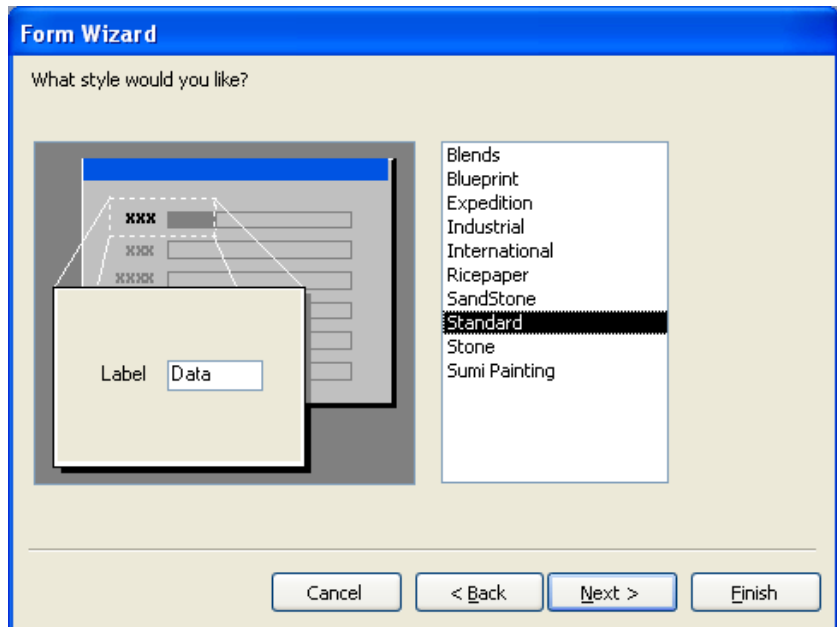 Form Wizard
What style would you like?
xxx
xxx
xxxx
Label Data
Blends
Blueprint
Expedition
Industrial
International
Ricepaper
SandStone
Standard
Stone
Sumi Painting
Cancel < Back Next > Finish